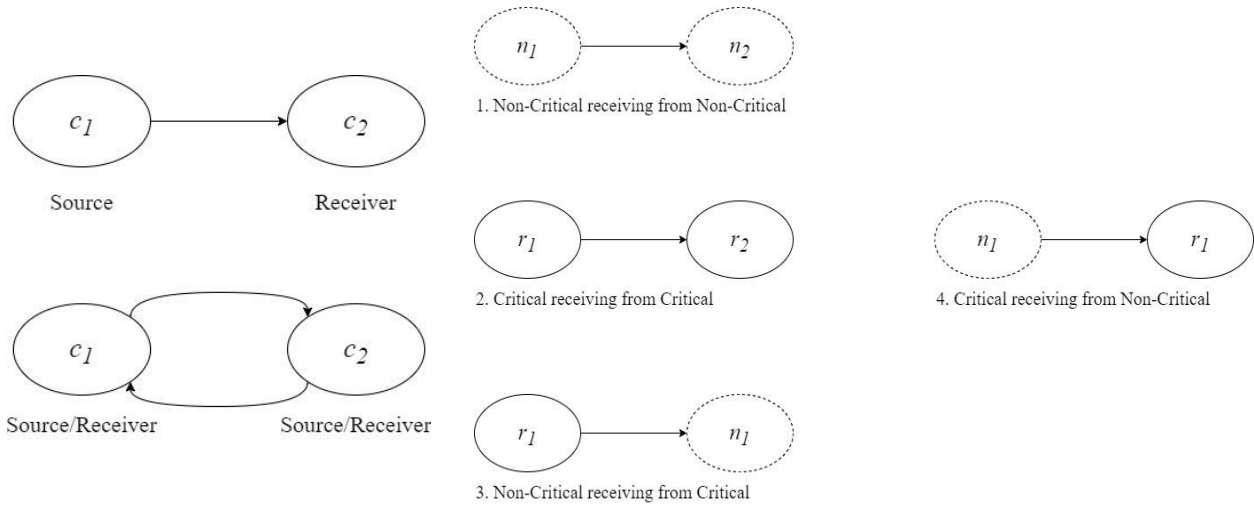 c1
c2
Source
Receiver
c1
c2
Source/Receiver
Source/Receiver
n1
n2
1. Non-Critical receiving from Non-Critical
r1
r2
2. Critical receiving from Critical
r1
n1
3. Non-Critical receiving from Critical
n1
r1
4. Critical receiving from Non-Critical